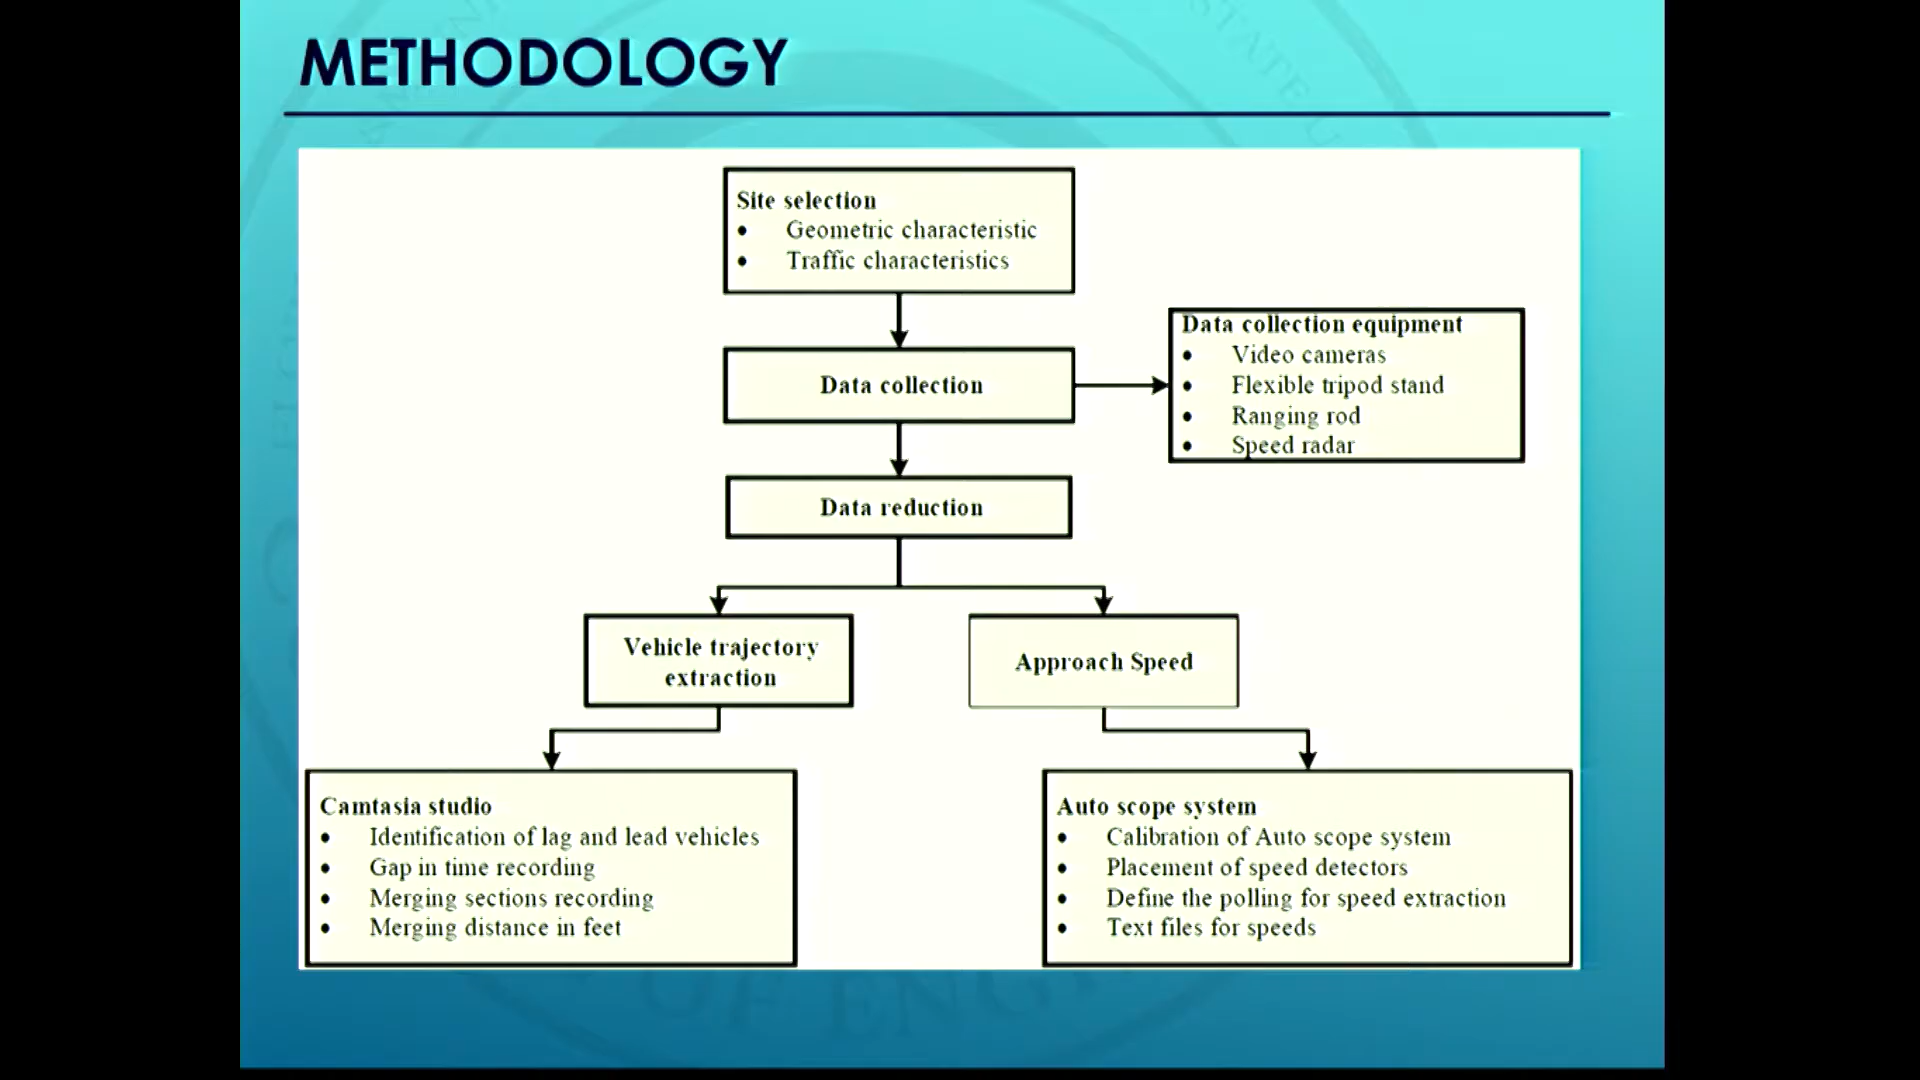 METHODOLOGY
Site selection
• Geometric characteristic
• Traffic characteristics
Data collection
Data collection equipment
• Video cameras
• Flexible tripod stand
• Ranging rod
• Speed radar
Data reduction
Vehicle trajectory
extraction
Approach Speed
Camtasia studio
• Identification of lag and lead vehicles
• Gap in time recording
• Merging sections recording
• Merging distance in feet
Auto scope system
• Calibration of Auto scope system
• Placement of speed detectors
• Define the polling for speed extraction
• Text files for speeds